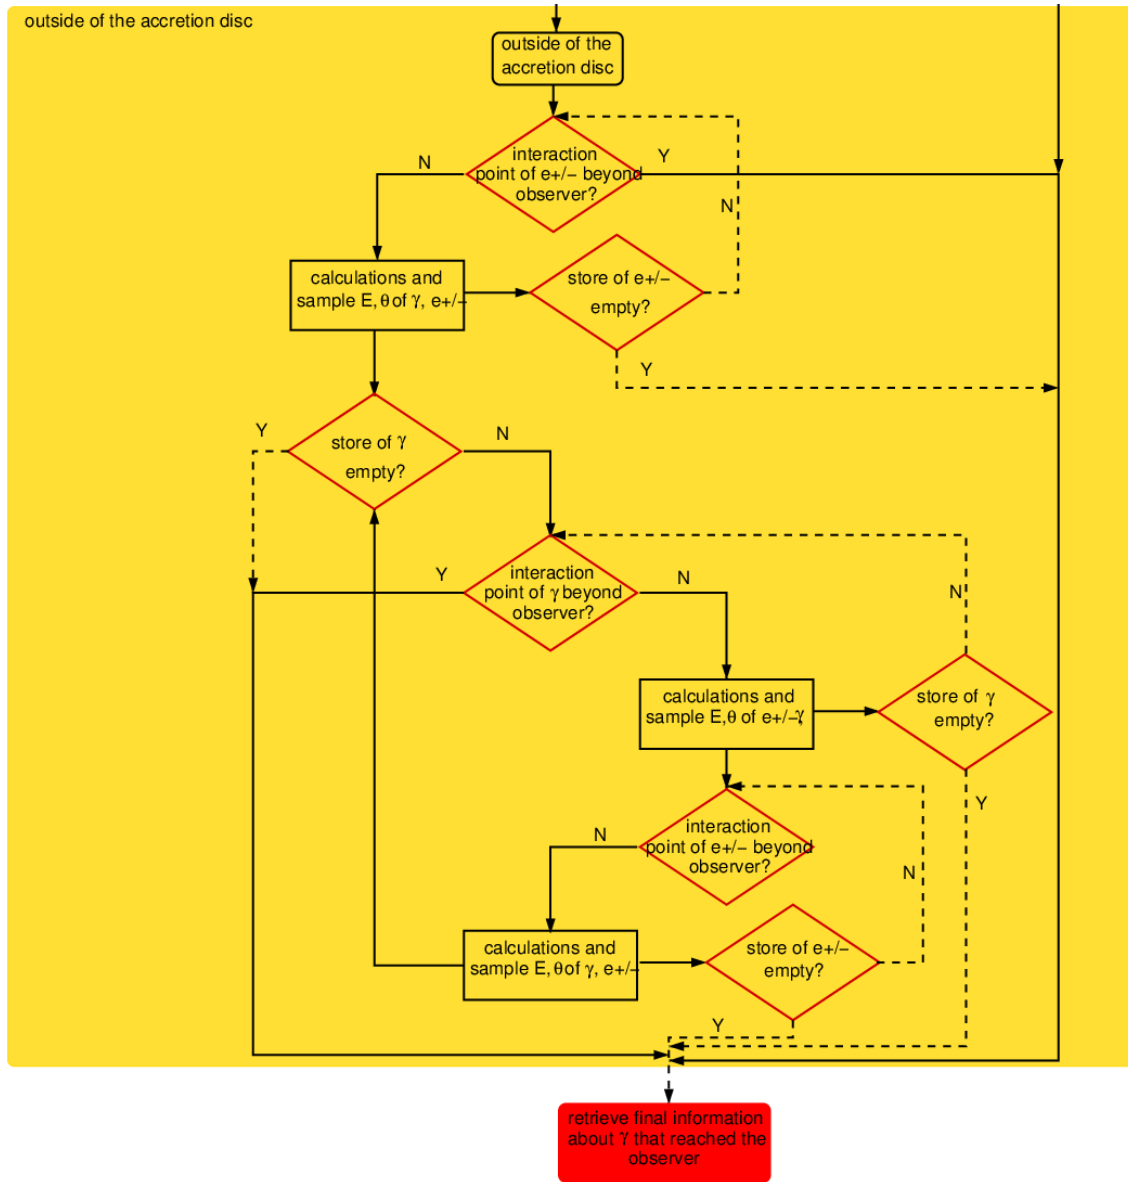 outside of the accretion disc
outside of the
accretion disc
interaction
point of e+/− beyond
observer?
N
Y
N
calculations and
sample E, θ of γ, e+/−
store of e+/−
empty?
Y
Y
store of γ
empty?
N
Y
interaction
point of γ beyond
observer?
N
N
calculations and
sample E,θ of e+/−,γ
store of γ
empty?
Y
interaction
point of e+/− beyond
observer?
N
N
calculations and
sample E, θ of γ, e+/−
store of e+/−
empty?
Y
retrieve final information
about γ that reached the
observer